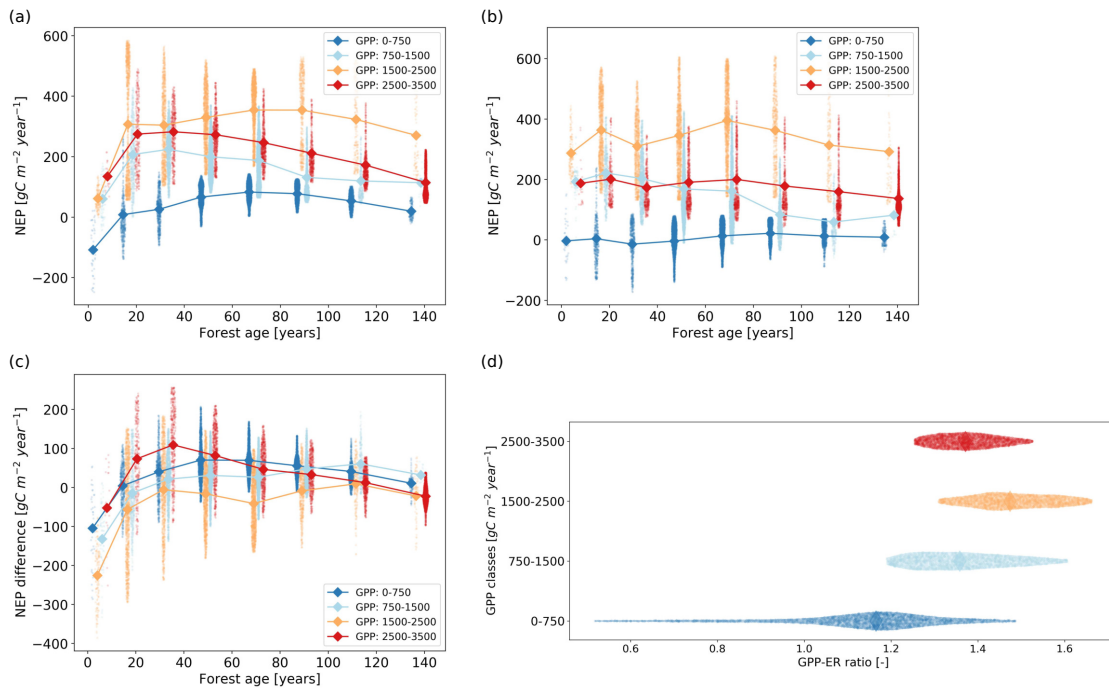 (a)
600
400
200
0
−200
NEP [gC m⁻² year⁻¹]
GPP: 0-750
GPP: 750-1500
GPP: 1500-2500
GPP: 2500-3500
0 20 40 60 80 100 120 140
Forest age [years]
(b)
600
400
200
0
−200
NEP [gC m⁻² year⁻¹]
GPP: 0-750
GPP: 750-1500
GPP: 1500-2500
GPP: 2500-3500
0 20 40 60 80 100 120 140
Forest age [years]
(c)
200
100
0
−100
−200
−300
−400
NEP difference [gC m⁻² year⁻¹]
GPP: 0-750
GPP: 750-1500
GPP: 1500-2500
GPP: 2500-3500
0 20 40 60 80 100 120 140
Forest age [years]
(d)
GPP classes [gC m⁻² year⁻¹]
2500-3500
1500-2500
750-1500
0-750
0.6 0.8 1.0 1.2 1.4 1.6
GPP-ER ratio [-]